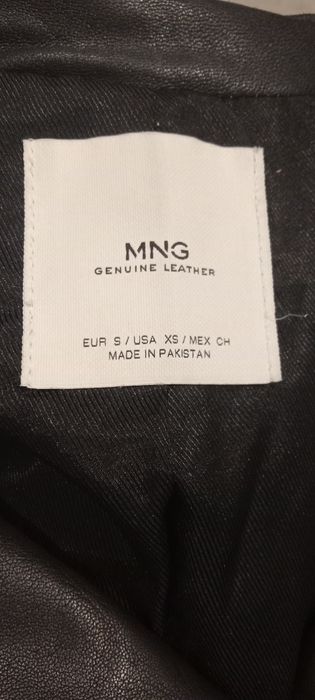 MNG
GENUINE LEATHER
EUR S / USA XS / MEX CH
MADE IN PAKISTAN